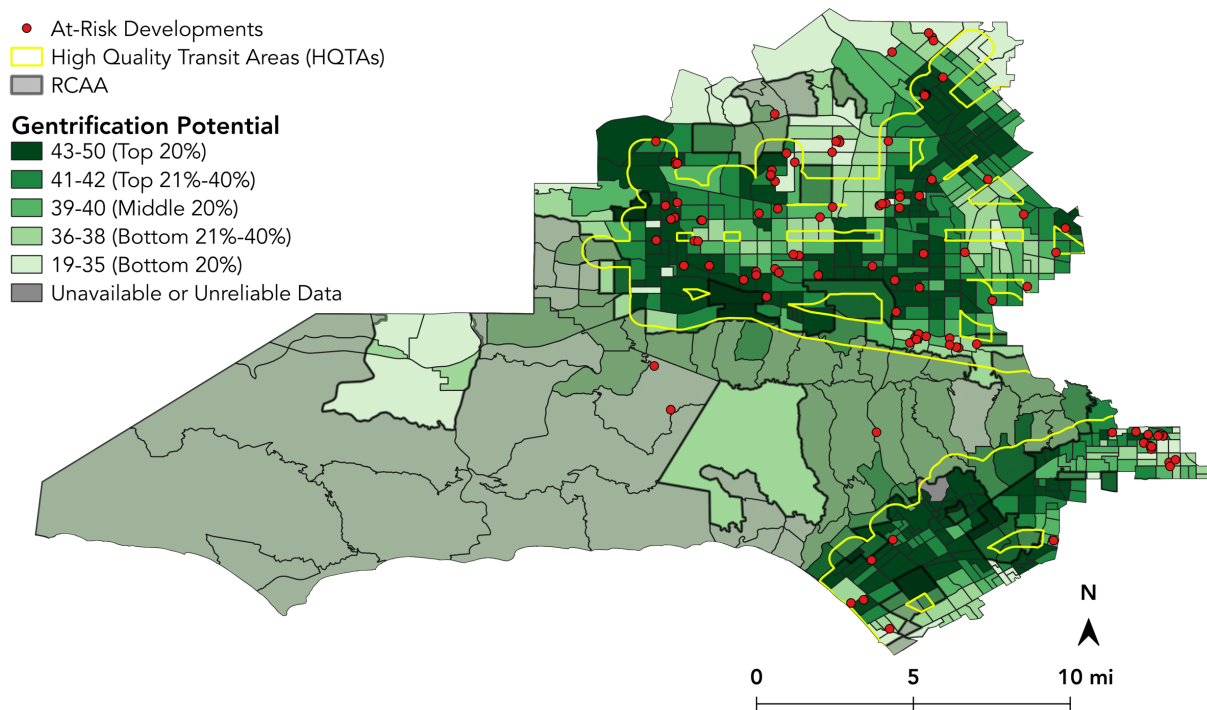 At-Risk Developments
High Quality Transit Areas (HQTAs)
RCAA
Gentrification Potential
43-50 (Top 20%)
41-42 (Top 21%-40%)
39-40 (Middle 20%)
36-38 (Bottom 21%-40%)
19-35 (Bottom 20%)
Unavailable or Unreliable Data
N
0 5 10 mi